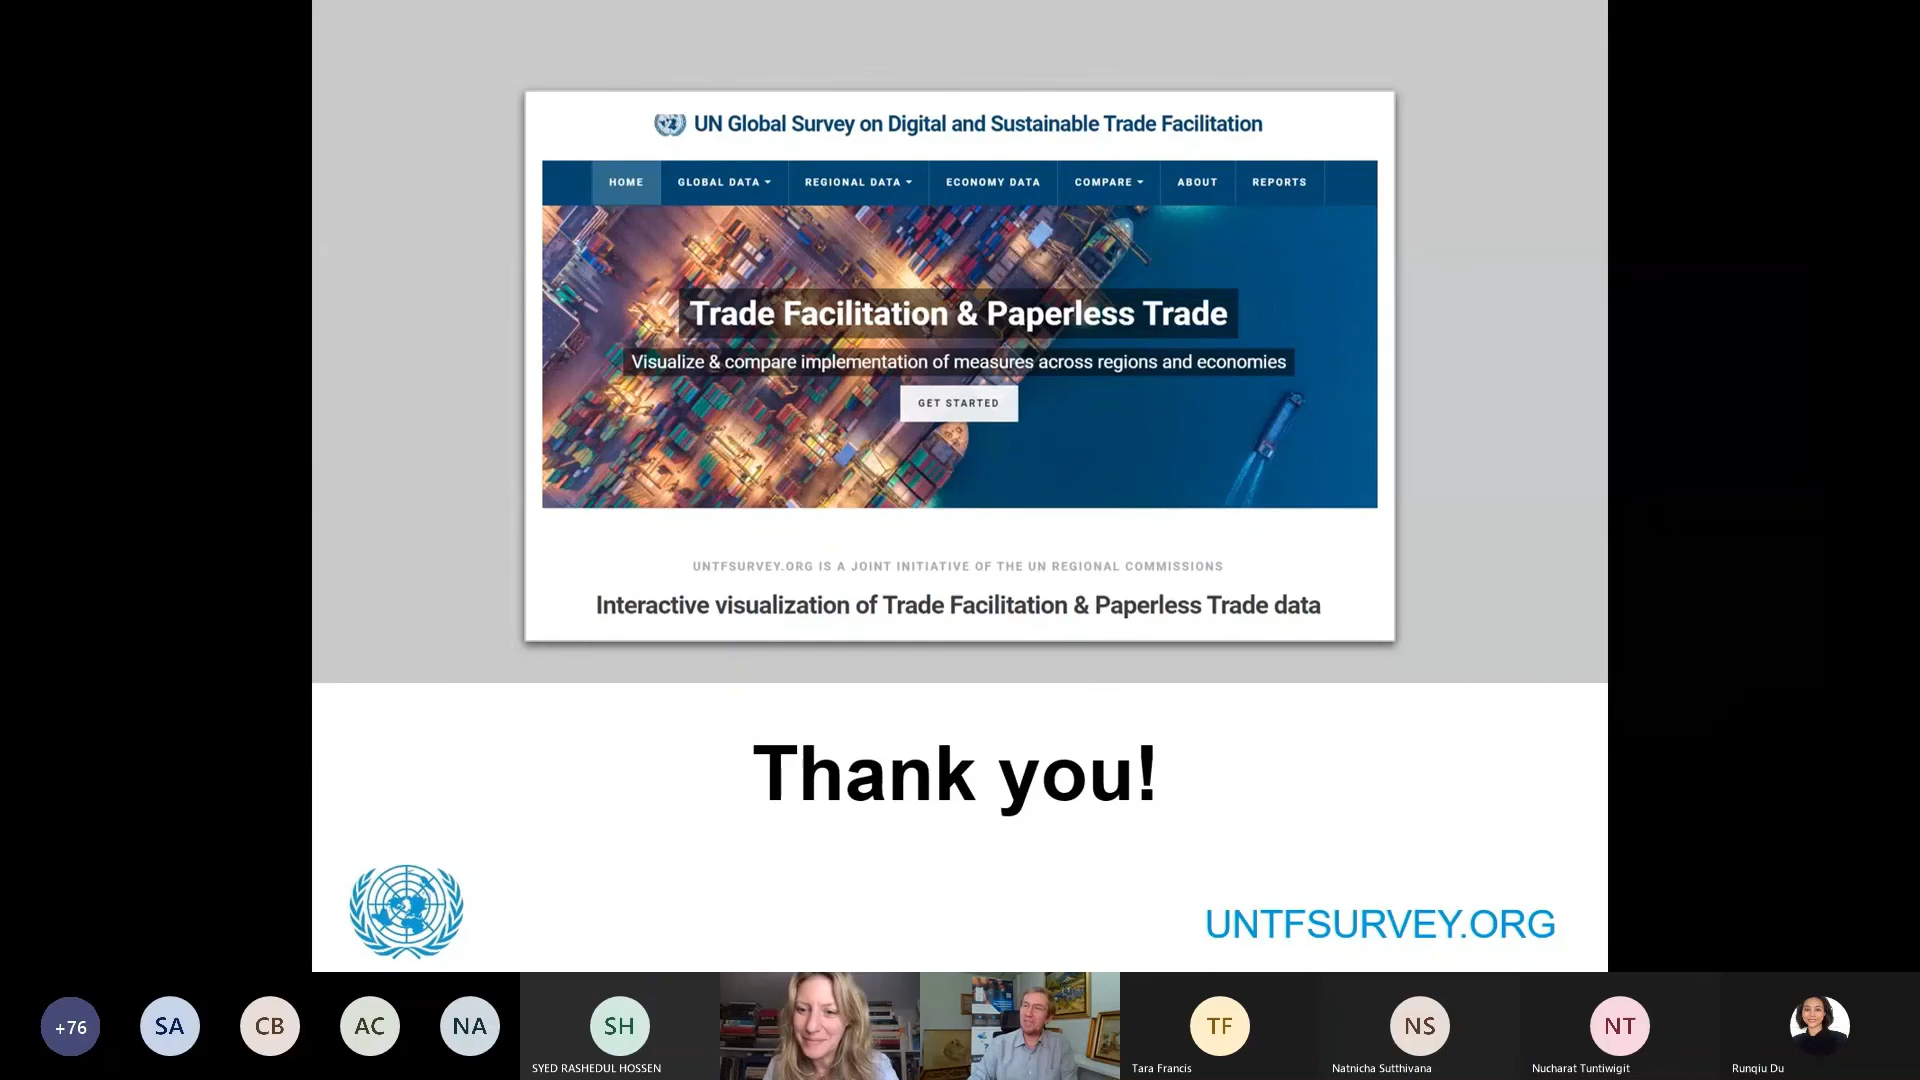 UN Global Survey on Digital and Sustainable Trade Facilitation
HOME GLOBAL DATA REGIONAL DATA ECONOMY DATA COMPARE ABOUT REPORTS
Trade Facilitation & Paperless Trade
Visualize & compare implementation of measures across regions and economies
GET STARTED
UNTFSURVEY.ORG IS A JOINT INITIATIVE OF THE UN REGIONAL COMMISSIONS
Interactive visualization of Trade Facilitation & Paperless Trade data
Thank you!
UNTFSURVEY.ORG
+76 SA CB AC NA SH TF NS NT
SYED RASHEDUL HOSSEN Tara Francis Natnicha Sutthivana Nucharat Tuntiwigit Runqiu Du